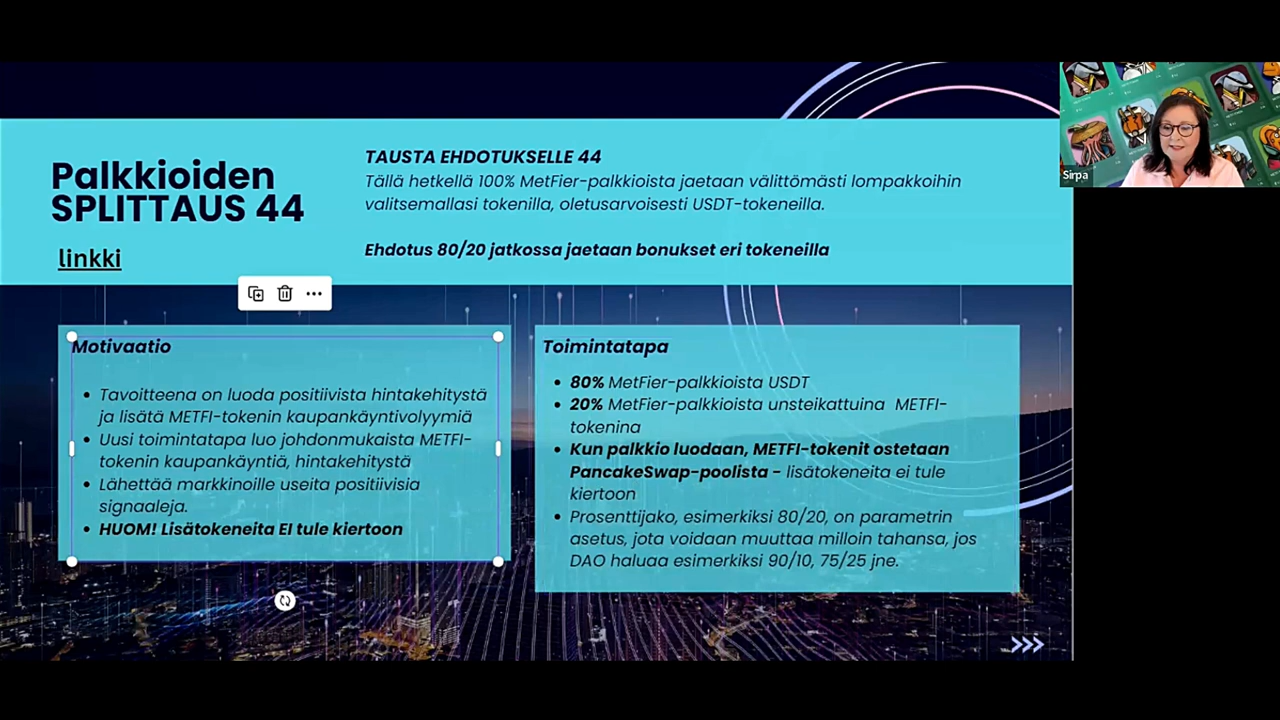 Palkkioiden
SPLITTAUS 44
linkki
TAUSTA EHDOTUKSELLE 44
Tällä hetkellä 100% MetFier-palkkioista jaetaan välittömästi lompakkoihin
valitsemallasi tokenilla, oletusarvoisesti USDT-tokeneilla.
Ehdotus 80/20 jatkossa jaetaan bonukset eri tokeneilla
Sirpa
Motivaatio
• Tavoitteena on luoda positiivista hintakehitystä
ja lisätä METFI-tokenin kaupankäyntivolyymiä
• Uusi toimintatapa luo johdonmukaista METFI-
tokenin kaupankäyntiä, hintakehitystä
• Lähettää markkinoille useita positiivisia
signaaleja.
• HUOM! Lisätokeneita EI tule kiertoon
Toimintatapa
• 80% MetFier-palkkioista USDT
• 20% MetFier-palkkioista unsteikattuina METFI-
tokenina
• Kun palkkio luodaan, METFI-tokenit ostetaan
PancakeSwap-poolista - lisätokeneita ei tule
kiertoon
• Prosenttijako, esimerkiksi 80/20, on parametrin
asetus, jota voidaan muuttaa milloin tahansa, jos
DAO haluaa esimerkiksi 90/10, 75/25 jne.